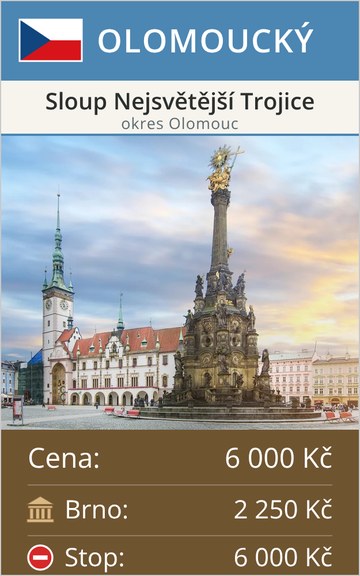 OLOMOUCKÝ
Sloup Nejsvětější Trojice
okres Olomouc
Cena: 6 000 Kč
Brno: 2 250 Kč
Stop: 6 000 Kč